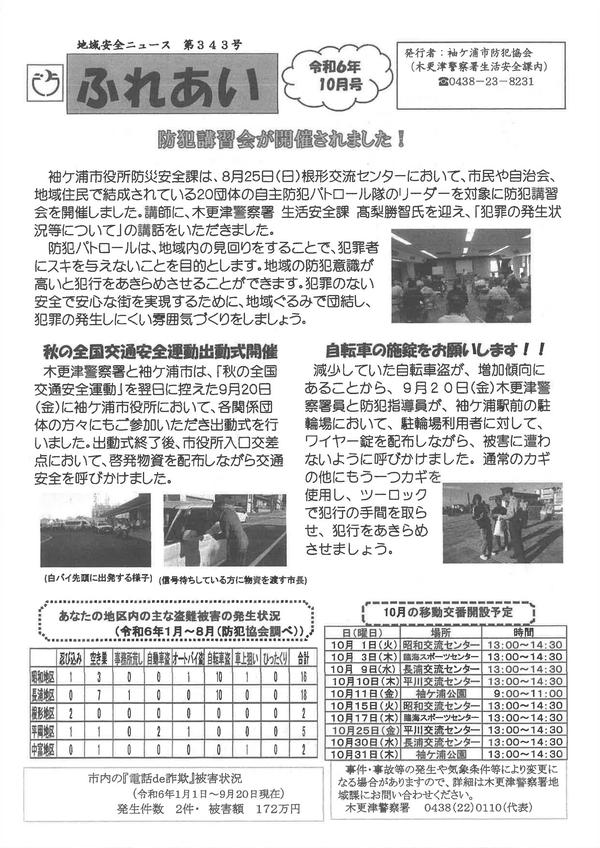 地域安全ニュース 第343号
ふれあい
令和6年
10月号
発行者:袖ケ浦市防犯協会
(木更津警察署生活安全課内)
☎0438-23-8231
防犯講習会が開催されました!
袖ケ浦市役所防災安全課は、8月25日(日)根形交流センターにおいて、市民や自治会、
地域住民で結成されている20団体の自主防犯パトロール隊のリーダーを対象に防犯講習
会を開催しました。講師に、木更津警察署 生活安全課 髙梨勝智氏を迎え、「犯罪の発生状
況等について」の講話をいただきました。
防犯パトロールは、地域内の見回りをすることで、犯罪者
にスキを与えないことを目的とします。地域の防犯意識が
高いと犯行をあきらめさせることができます。犯罪のない
安全で安心な街を実現するために、地域ぐるみで団結し、
犯罪の発生しにくい雰囲気づくりをしましょう。
秋の全国交通安全運動出動式開催
木更津警察署と袖ケ浦市は、「秋の全国
交通安全運動」を翌日に控えた9月20日
(金)に袖ケ浦市役所において、各関係団
体の方々にもご参加いただき出動式を行
いました。出動式終了後、市役所入口交差
点において、啓発物資を配布しながら交通
安全を呼びかけました。
(白バイ先頭に出発する様子)
(信号待ちしている方に物資を渡す市長)
自転車の施錠をお願いします!!
減少していた自転車盗が、増加傾向に
あることから、9月20日(金)木更津警
察署員と防犯指導員が、袖ケ浦駅前の駐
輪場において、駐輪場利用者に対して、
ワイヤー錠を配布しながら、被害に遭わ
ないように呼びかけました。通常のカギ
の他にもう一つカギを
使用し、ツーロック
で犯行の手間を取ら
せ、犯行をあきらめ
させましょう。
あなたの地区内の主な盗難被害の発生状況
(令和6年1月~8月(防犯協会調べ))
忍び込み 空き巣 事務所荒し 自動車盗 オートバイ盗 自転車盗 車上狙い ひったくり 合計
昭和地区 1 3 0 0 1 10 1 0 16
長浦地区 0 7 1 0 0 10 0 0 18
根形地区 2 0 0 0 0 0 0 0 2
平岡地区 1 1 0 2 1 0 0 0 5
中富地区 0 1 0 0 0 0 1 0 2
市内の『電話de詐欺』被害状況
(令和6年1月1日~9月20日現在)
発生件数 2件・ 被害額 172万円
10月の移動交番開設予定
日(曜日) 場所 時間
10月 1日(火) 昭和交流センター 13:00~14:30
10月 3日(木) 臨海スポーツセンター 13:00~14:30
10月 9日(水) 長浦交流センター 13:00~14:30
10月10日(木) 平川交流センター 13:00~14:30
10月11日(金) 袖ケ浦公園 9:00~11:00
10月15日(火) 昭和交流センター 13:00~14:30
10月17日(木) 臨海スポーツセンター 13:00~14:30
10月25日(金) 平川交流センター 13:00~14:30
10月30日(水) 長浦交流センター 13:00~14:30
10月31日(木) 袖ケ浦公園 13:00~14:30
事件・事故等の発生や気象条件等により変更に
なる場合がありますので、詳細は木更津警察署地
域課にお問い合わせください。
木更津警察署 0438(22)0110(代表)